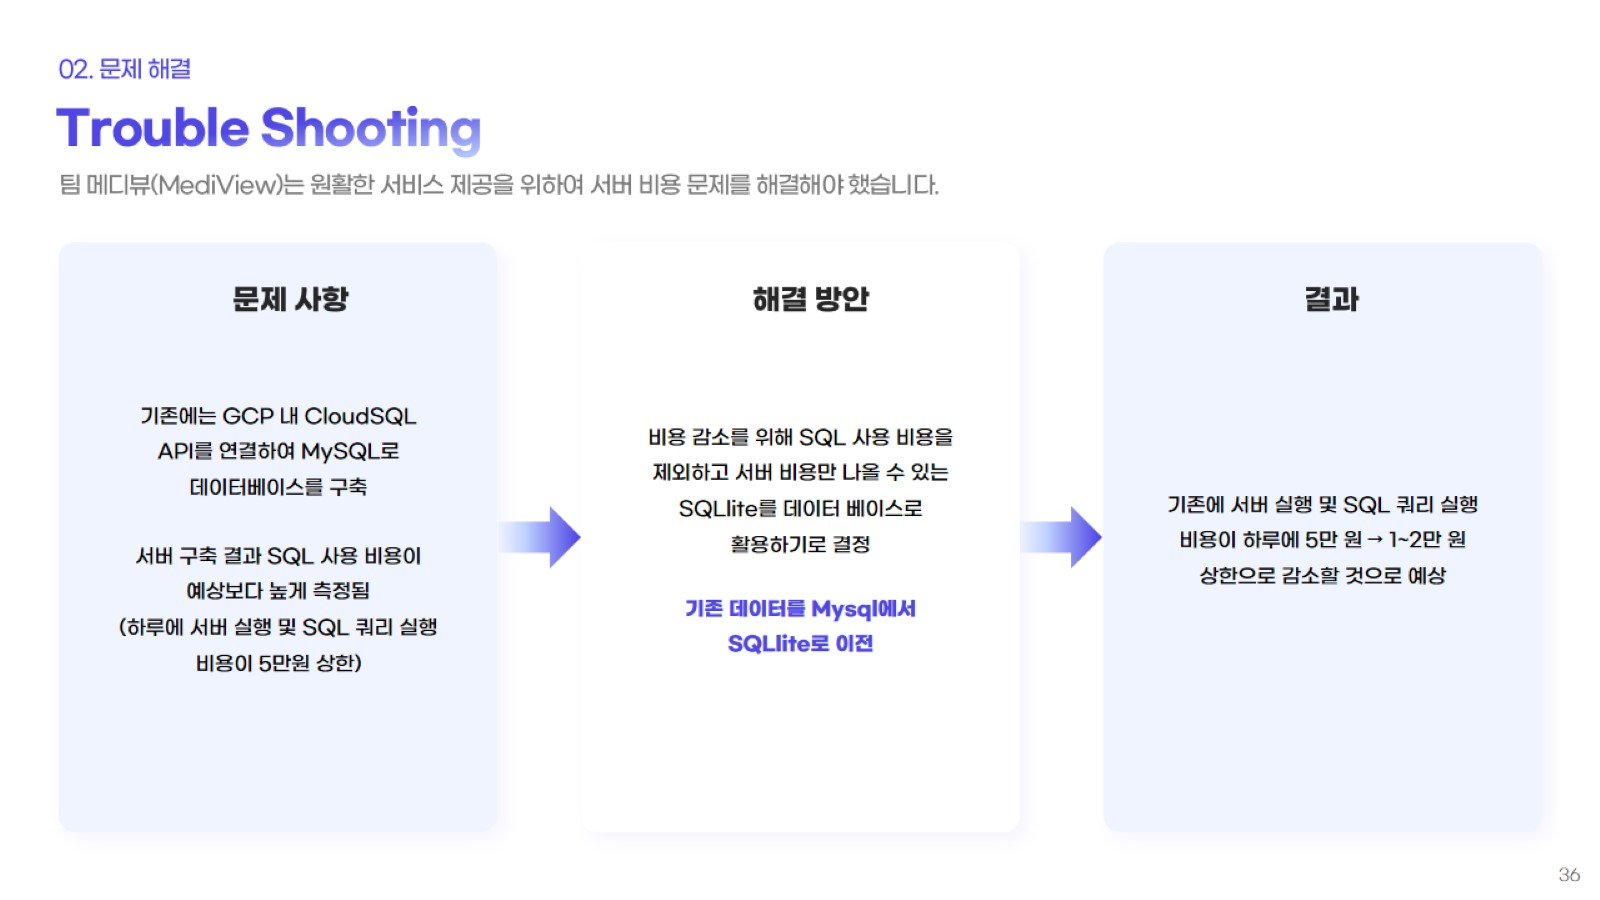 02. 문제 해결
Trouble Shooting
팀 메디뷰(MediView)는 원활한 서비스 제공을 위하여 서버 비용 문제를 해결해야 했습니다.
문제 사항
기존에는 GCP 내 CloudSQL
API를 연결하여 MySQL로
데이터베이스를 구축
서버 구축 결과 SQL 사용 비용이
예상보다 높게 측정됨
(하루에 서버 실행 및 SQL 쿼리 실행
비용이 5만원 상한)
해결 방안
비용 감소를 위해 SQL 사용 비용을
제외하고 서버 비용만 나올 수 있는
SQLlite를 데이터 베이스로
활용하기로 결정
기존 데이터를 Mysql에서
SQLlite로 이전
결과
기존에 서버 실행 및 SQL 쿼리 실행
비용이 하루에 5만 원 → 1~2만 원
상한으로 감소할 것으로 예상
36